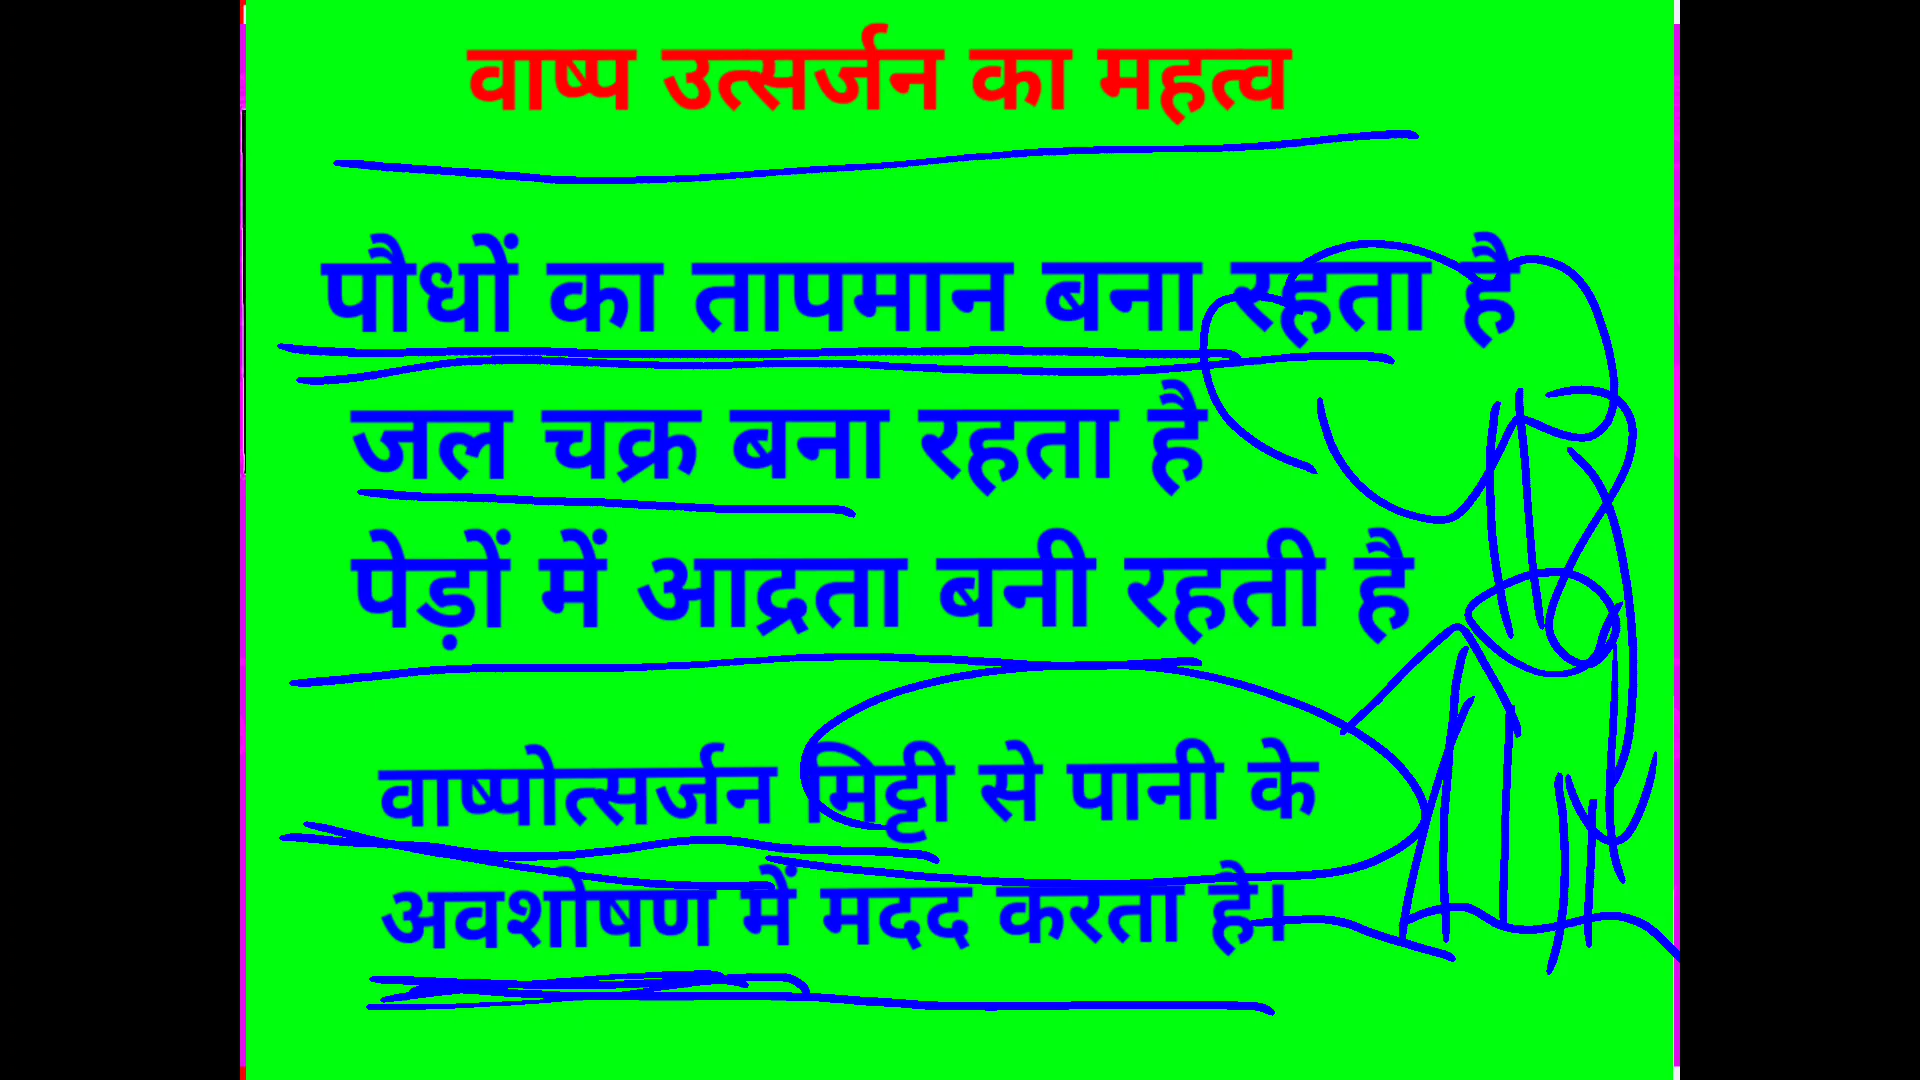 वाष्प उत्सर्जन का महत्व
पौधों का तापमान बना रहता है
जल चक्र बना रहता है
पेड़ों में आद्रता बनी रहती है
वाष्पोत्सर्जन मिट्टी से पानी के
अवशोषण में मदद करता है।